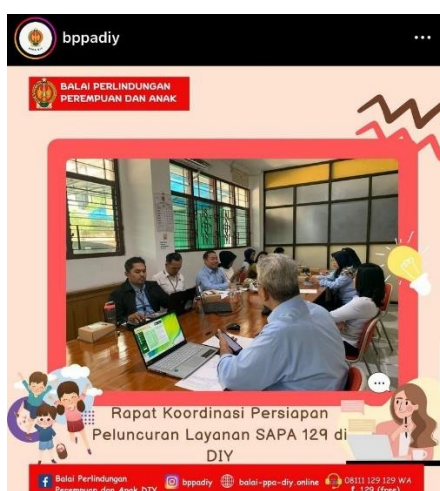 bppadiy
BALAI PERLINDUNGAN
PEREMPUAN DAN ANAK
Rapat Koordinasi Persiapan
Peluncuran Layanan SAPA 129 di
DIY
Balai Perlindungan
Perempuan dan Anak DIY
bppadiy
balai-ppa-diy.online
08111 129 129 WA
129 (free)